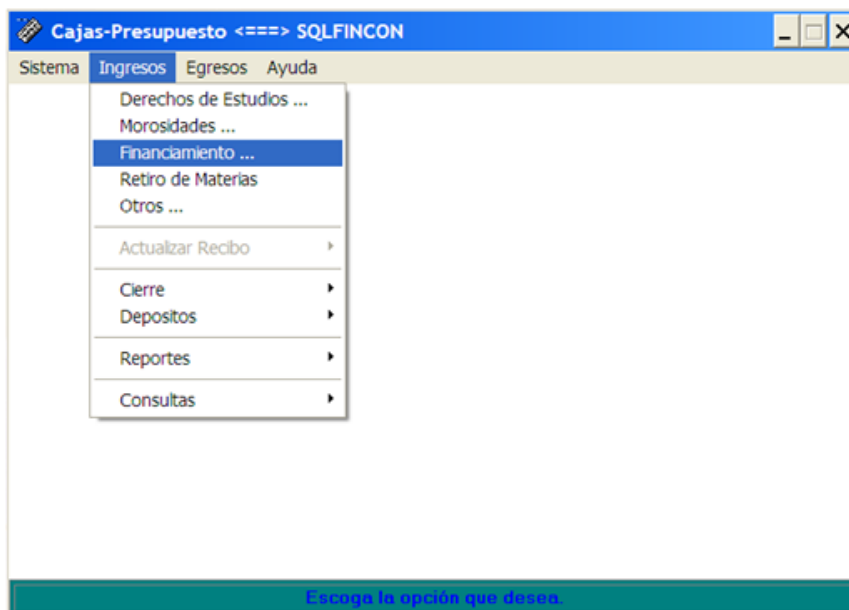 Cajas-Presupuesto <===> SQLFINCON
Sistema Ingresos Egresos Ayuda
Derechos de Estudios ...
Morosidades ...
Financiamiento ...
Retiro de Materias
Otros ...
Actualizar Recibo
Cierre
Depositos
Reportes
Consultas
Escoga la opción que desea.